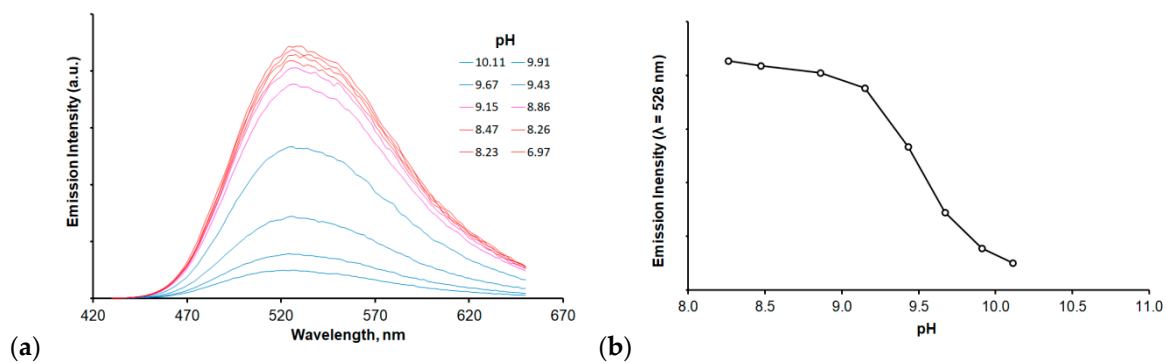 Emission Intensity (a.u.)
pH
10.11 9.91
9.67 9.43
9.15 8.86
8.47 8.26
8.23 6.97
420 470 520 570 620 670
Wavelength, nm
(a)
Emission Inensity (λ = 526 nm)
8.0 8.5 9.0 9.5 10.0 10.5 11.0
pH
(b)